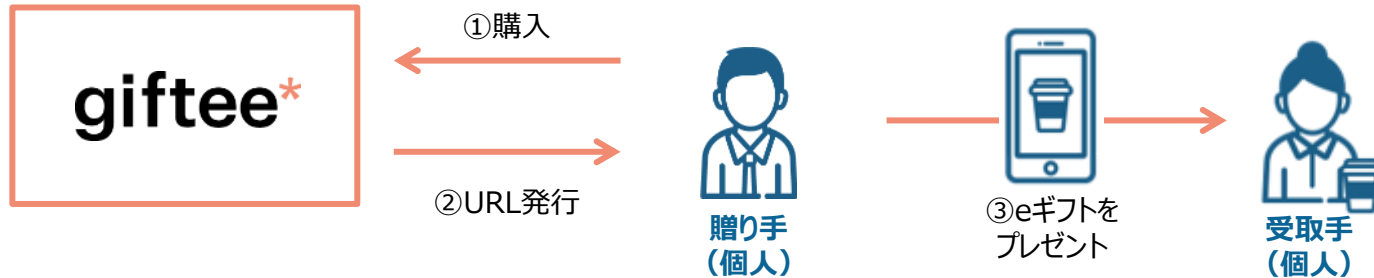 giftee*
①購入
②URL発行
贈り手
（個人）
③eギフトを
プレゼント
受取手
（個人）